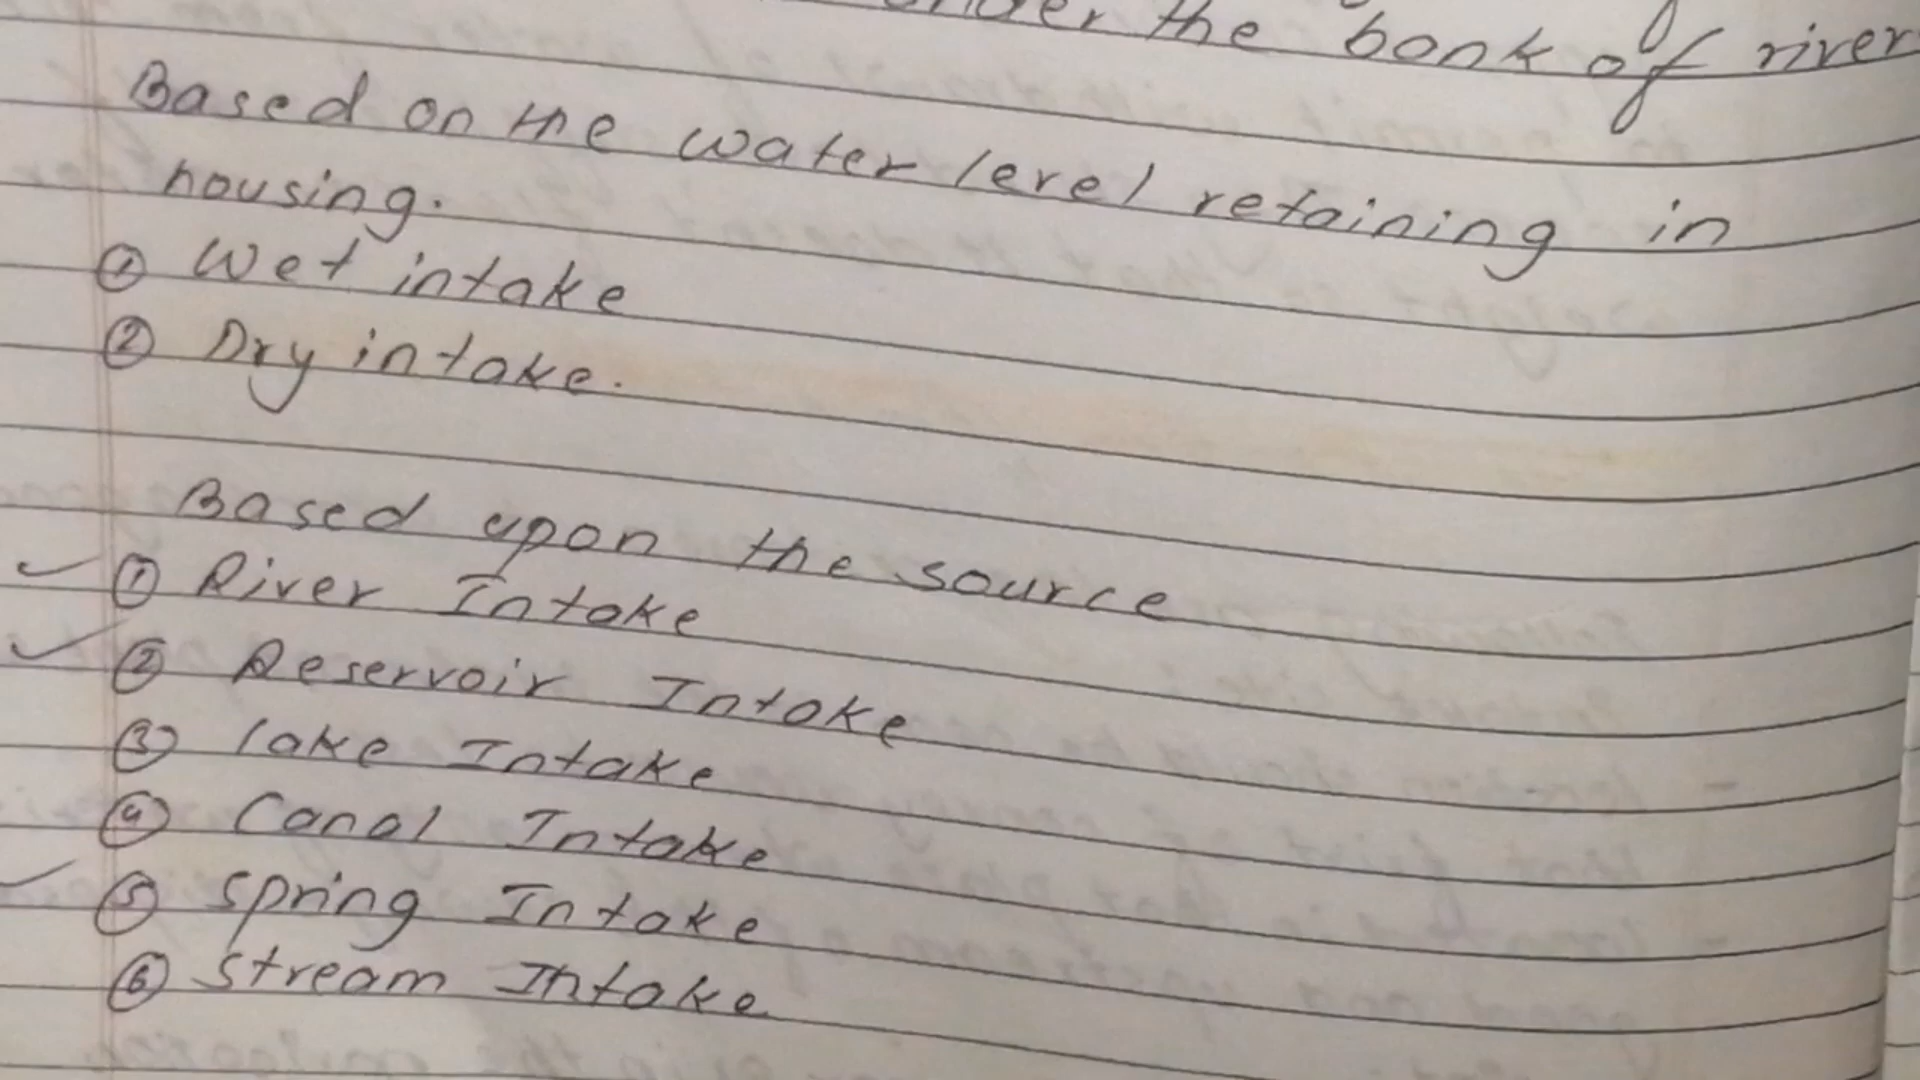 the bank of river
Based on the water level retaining in
housing.
① Wet intake
② Dry intake.
Based upon the source
① River Intake
② Reservoir Intake
③ lake Intake
④ Canal Intake
⑤ spring Intake
⑥ stream Intake